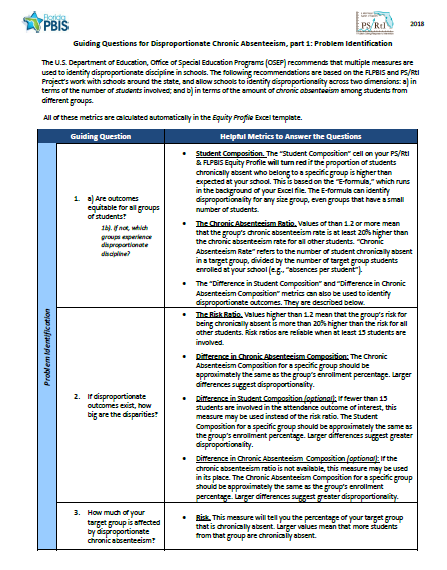 Florida
PBIS
PS/RtI
2018
Guiding Questions for Disproportionate Chronic Absenteeism, part 1: Problem Identification
The U.S. Department of Education, Office of Special Education Programs (OSEP) recommends that multiple measures are
used to identify disproportionate discipline in schools. The following recommendations are based on the FLPBIS and PS/RtI
Project's work with schools around the state, and allow schools to identify disproportionality across two dimensions: a) in
terms of the number of students involved; and b) in terms of the amount of chronic absenteeism among students from
different groups.
All of these metrics are calculated automatically in the Equity Profile Excel template.
Guiding Question
Helpful Metrics to Answer the Questions
Problem Identification
1. a) Are outcomes
equitable for all groups
of students?
1b). If not, which
groups experience
disproportionate
discipline?
• Student Composition. The "Student Composition" cell on your PS/RtI
& FLPBIS Equity Profile will turn red if the proportion of students
chronically absent who belong to a specific group is higher than
expected at your school. This is based on the "E-formula," which runs
in the background of your Excel file. The E-formula can identify
disproportionality for any size group, even groups that have a small
number of students.
• The Chronic Absenteeism Ratio. Values of than 1.2 or more mean
that the group's chronic absenteeism rate is at least 20% higher than
the chronic absenteeism rate for all other students. "Chronic
Absenteeism Rate" refers to the number of student chronically absent
in a target group, divided by the number of target group students
enrolled at your school (e.g., "absences per student").
• The "Difference in Student Composition" and "Difference in Chronic
Absenteeism Composition" metrics can also be used to identify
disproportionate outcomes. They are described below.
2. If disproportionate
outcomes exist, how
big are the disparities?
• The Risk Ratio. Values higher than 1.2 mean that the group's risk for
being chronically absent is more than 20% higher than the risk for all
other students. Risk ratios are reliable when at least 15 students are
involved.
• Difference in Chronic Absenteeism Composition: The Chronic
Absenteeism Composition for a specific group should be
approximately the same as the group's enrollment percentage. Larger
differences suggest disproportionality.
• Difference in Student Composition (optional): If fewer than 15
students are involved in the attendance outcome of interest, this
measure may be used instead of the risk ratio. The Student
Composition for a specific group should be approximately the same as
the group's enrollment percentage. Larger differences suggest greater
disproportionality.
• Difference in Chronic Absenteeism Composition (optional): If the
chronic absenteeism ratio is not available, this measure may be used
in its place. The Chronic Absenteeism Composition for a specific group
should be approximately the same as the group's enrollment
percentage. Larger differences suggest greater disproportionality.
3. How much of your
target group is affected
by disproportionate
chronic absenteeism?
• Risk. This measure will tell you the percentage of your target group
that is chronically absent. Larger values mean that more students
from that group are chronically absent.